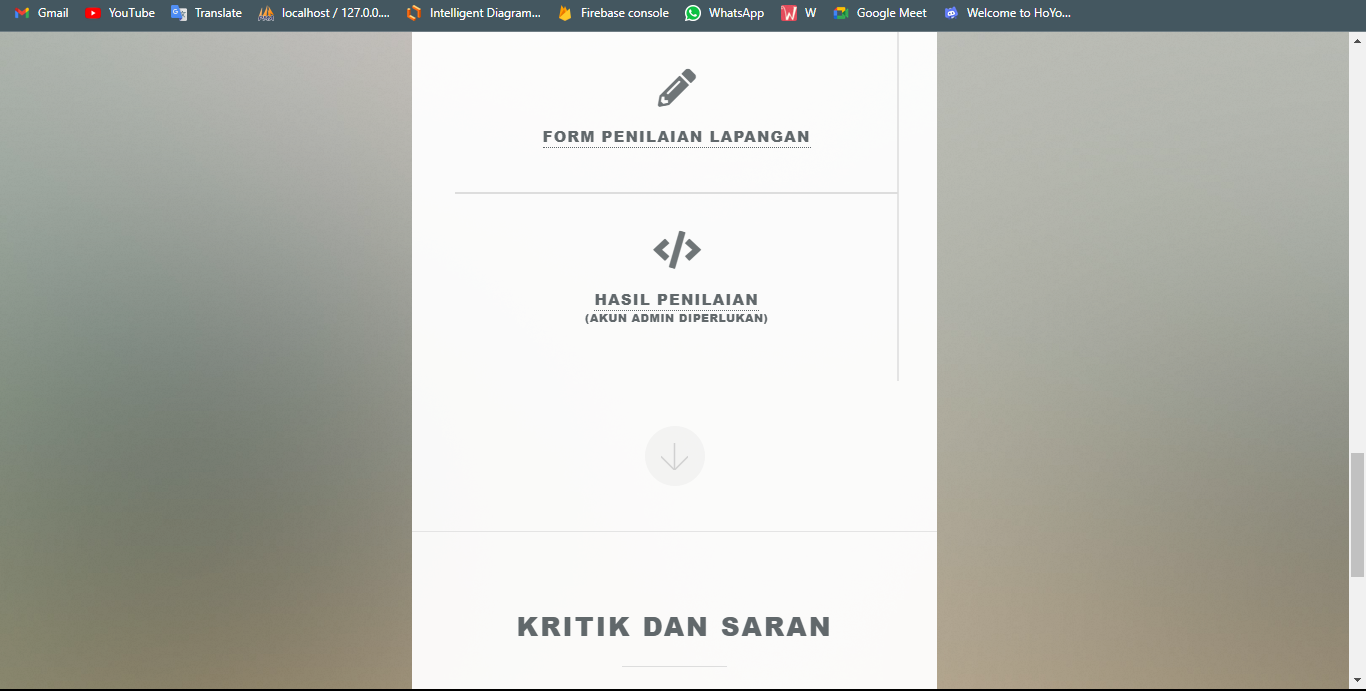 Gmail YouTube Translate localhost / 127.0.0.... Intelligent Diagram... Firebase console WhatsApp W Google Meet Welcome to HoYo...
FORM PENILAIAN LAPANGAN
HASIL PENILAIAN
(AKUN ADMIN DIPERLUKAN)
KRITIK DAN SARAN